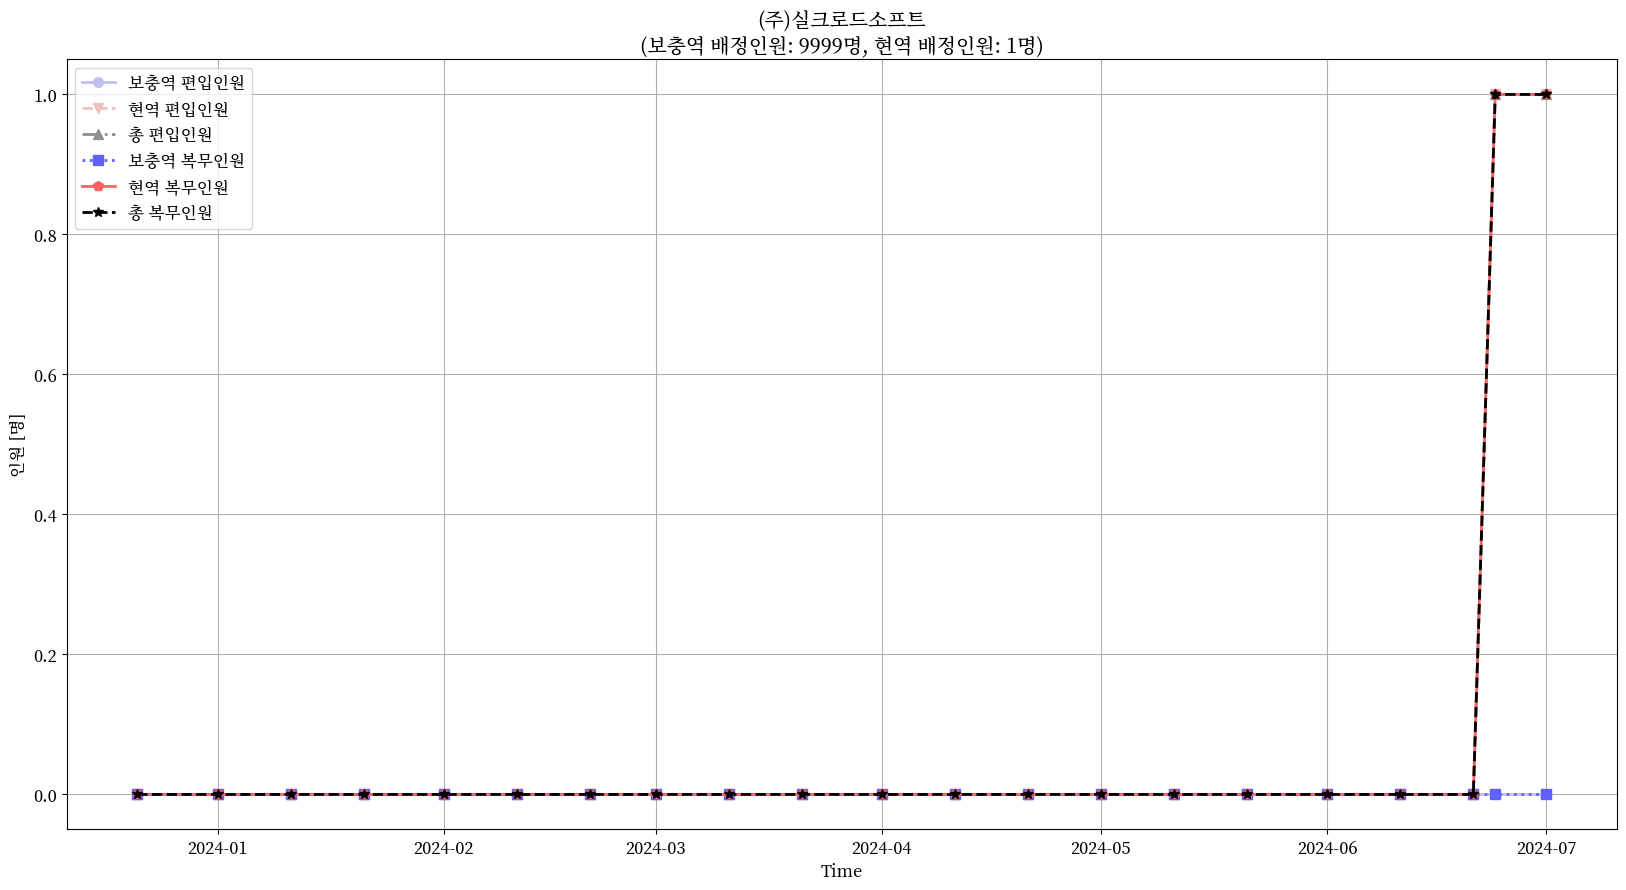 (주)실크로드소프트
(보충역 배정인원: 9999명, 현역 배정인원: 1명)
보충역 편입인원
현역 편입인원
총 편입인원
보충역 복무인원
현역 복무인원
총 복무인원
인원 [명]
1.0
0.8
0.6
0.4
0.2
0.0
2024-01 2024-02 2024-03 2024-04 2024-05 2024-06 2024-07
Time